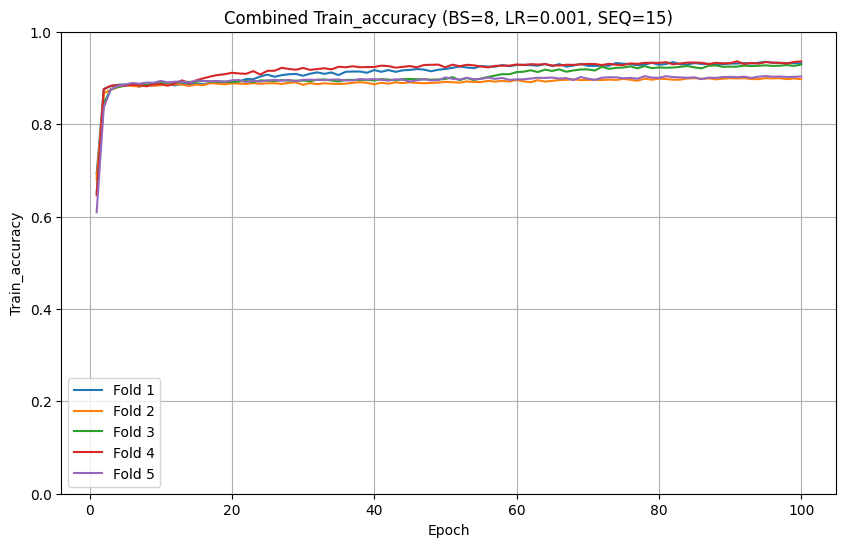 Combined Train_accuracy (BS=8, LR=0.001, SEQ=15)
Train_accuracy
1.0
0.8
0.6
0.4
0.2
0.0
Fold 1
Fold 2
Fold 3
Fold 4
Fold 5
0
20
40
60
80
100
Epoch